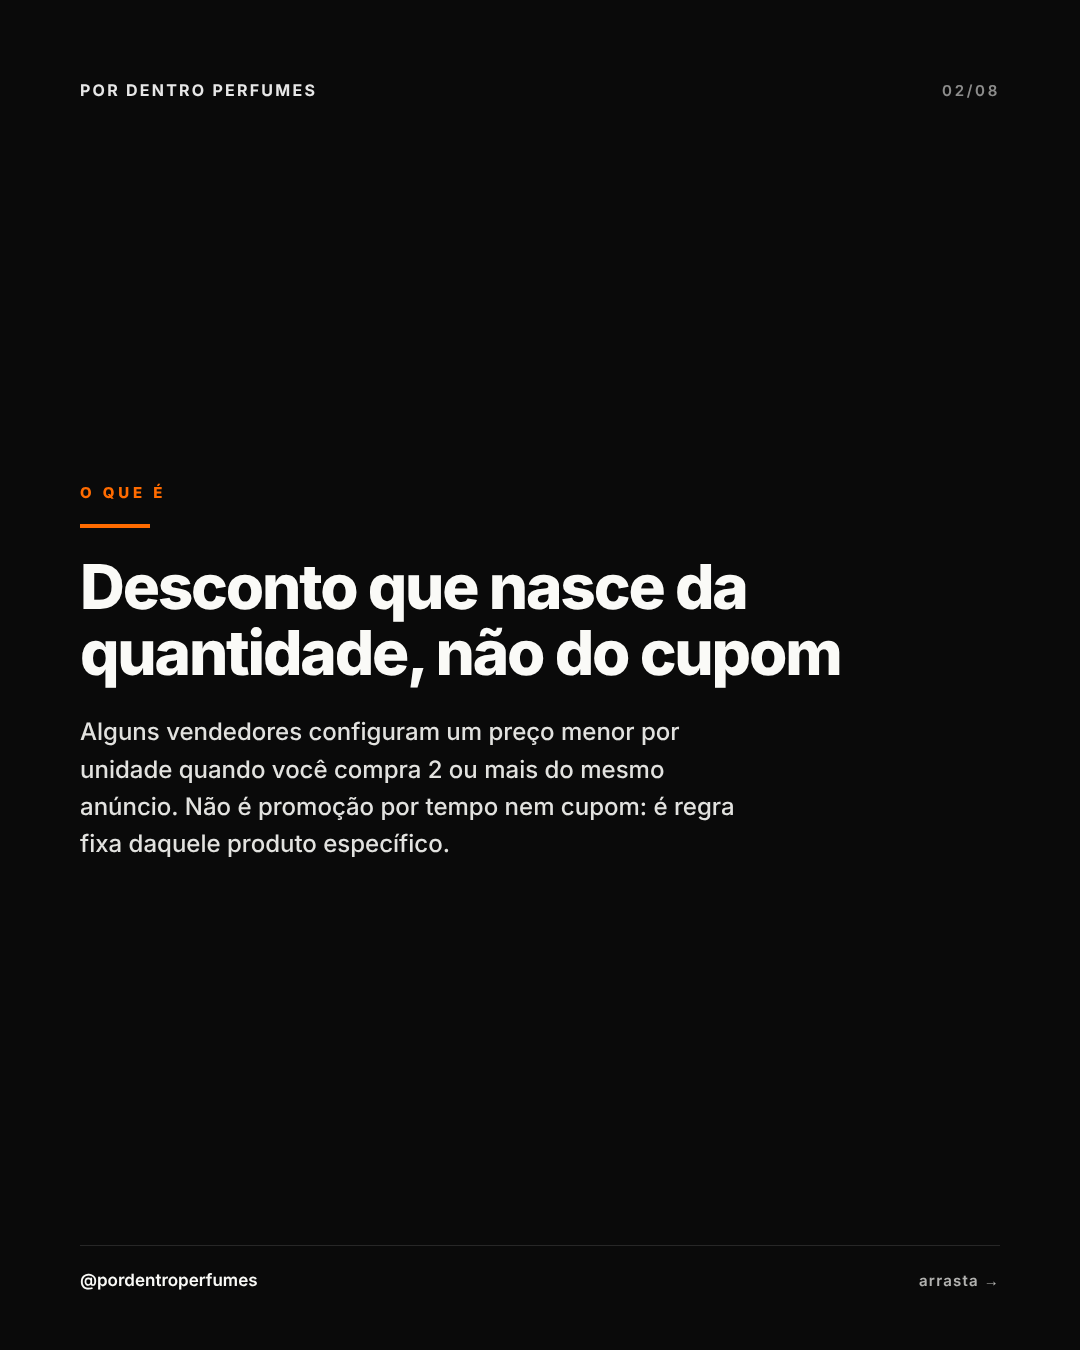 POR DENTRO PERFUMES
02/08
O QUE É
Desconto que nasce da
quantidade, não do cupom
Alguns vendedores configuram um preço menor por
unidade quando você compra 2 ou mais do mesmo
anúncio. Não é promoção por tempo nem cupom: é regra
fixa daquele produto específico.
@pordentroperfumes
arrasta →